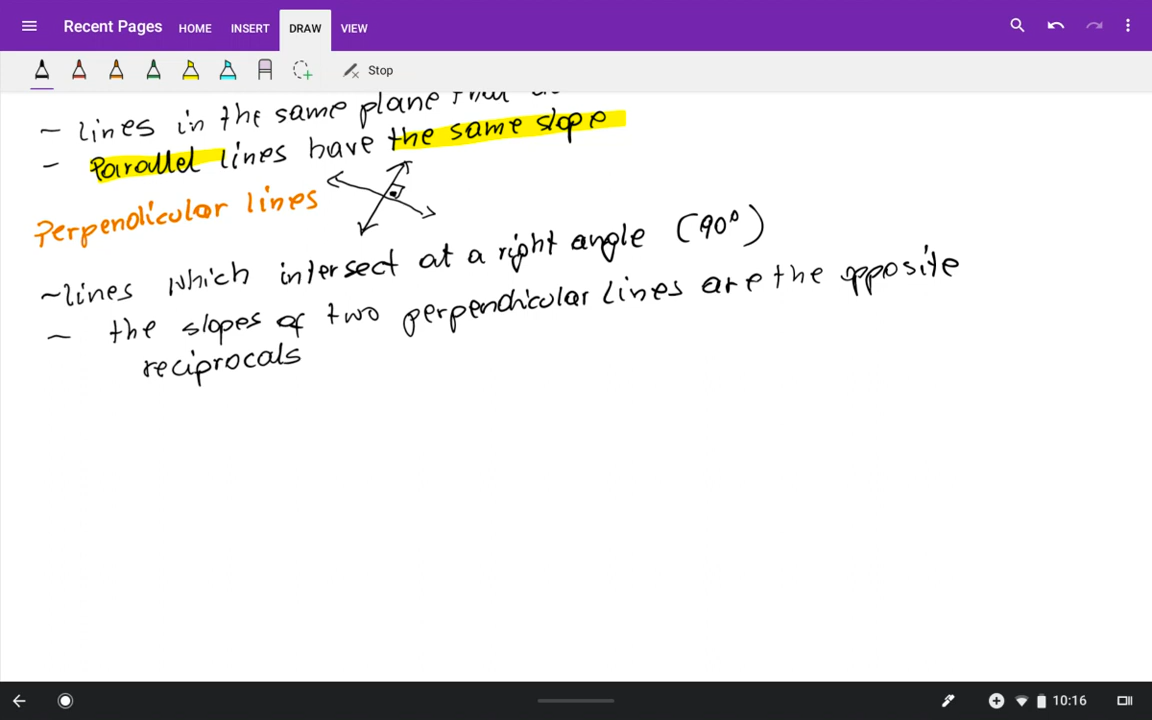 Recent Pages HOME INSERT DRAW VIEW
Stop
~ lines in the same plane that
- Parallel lines have the same slope
Perpendicular lines
~lines which intersect at a right angle (90°)
~ the slopes of two perpendicular lines are the opposite
reciprocals
10:16